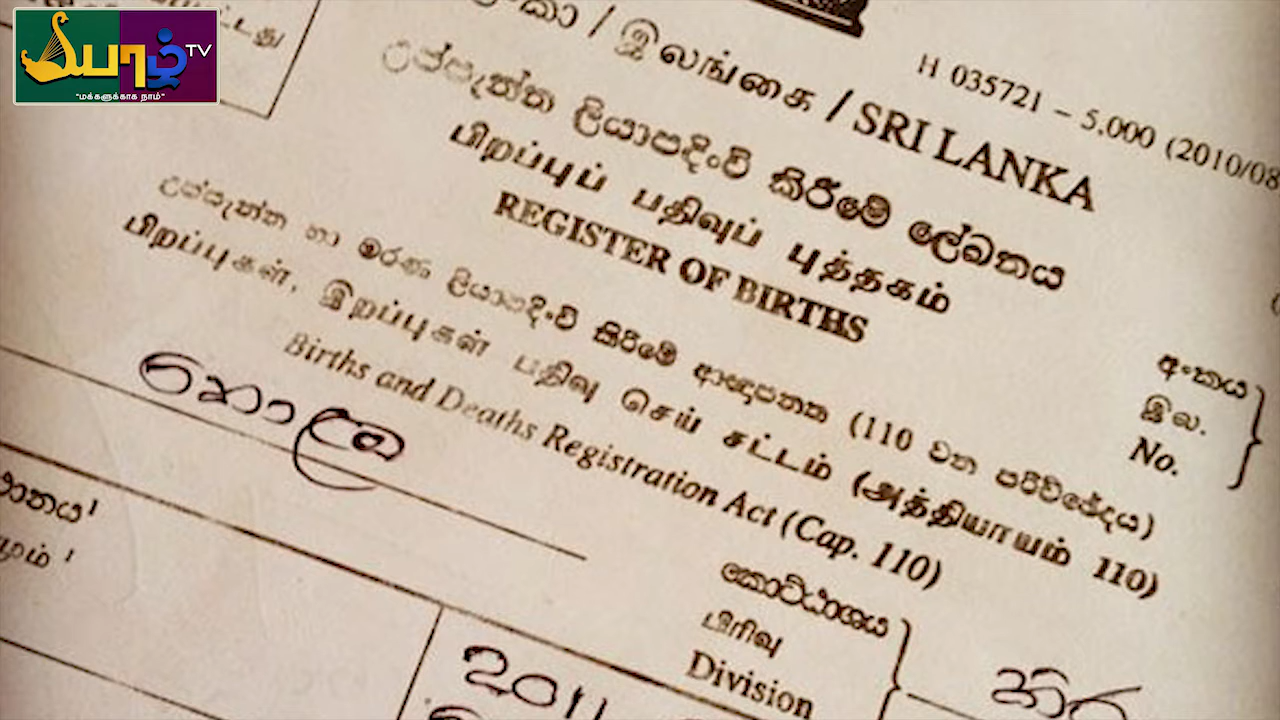 யாழ் TV
"மக்களுக்காக நாம்"
H 035721 – 5,000 (2010/08
ලංකා / இலங்கை / SRI LANKA
උප්පැන්න ලියාපදිංචි කිරීමේ ලේඛනය
பிறப்புப் பதிவுப் புத்தகம்
REGISTER OF BIRTHS
උප්පැන්න හා මරණ ලියාපදිංචි කිරීමේ ආඥාපනත (110 වන පරිච්ඡේදය)
பிறப்புகள், இறப்புகள் பதிவு செய் சட்டம் (அத்தியாயம் 110)
Births and Deaths Registration Act (Cap. 110)
අංකය
இல.
No.
කොට්ඨාශය
பிரிவு
Division
2011